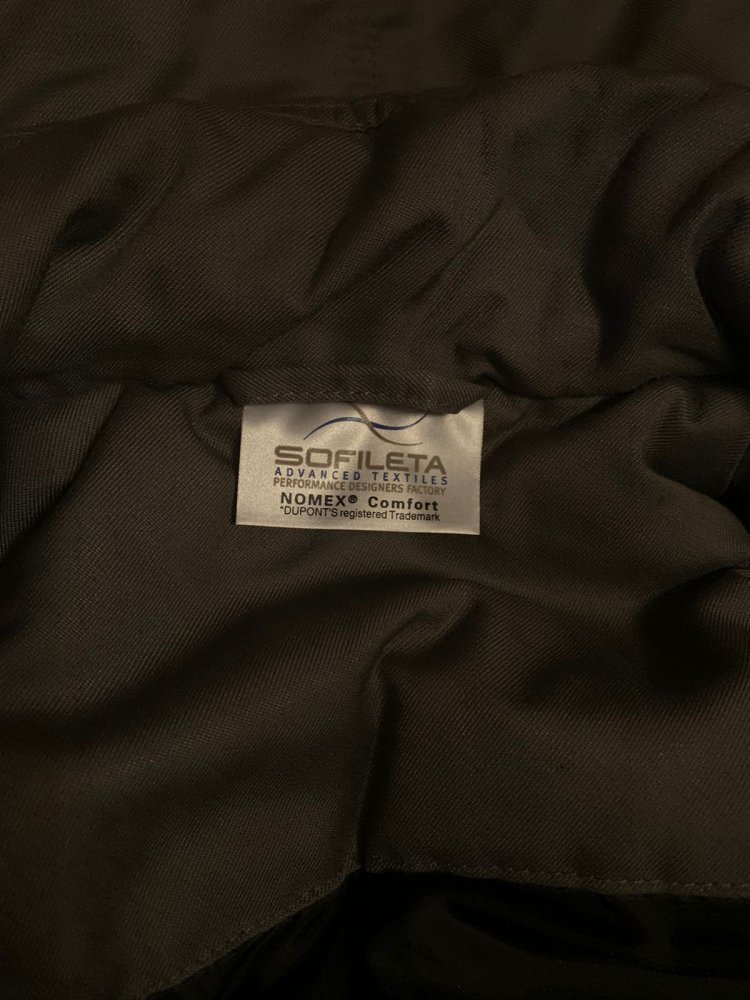 SOFILETA
ADVANCED TEXTILES
PERFORMANCE DESIGNERS FACTORY
NOMEX® Comfort
*DUPONT'S registered Trademark